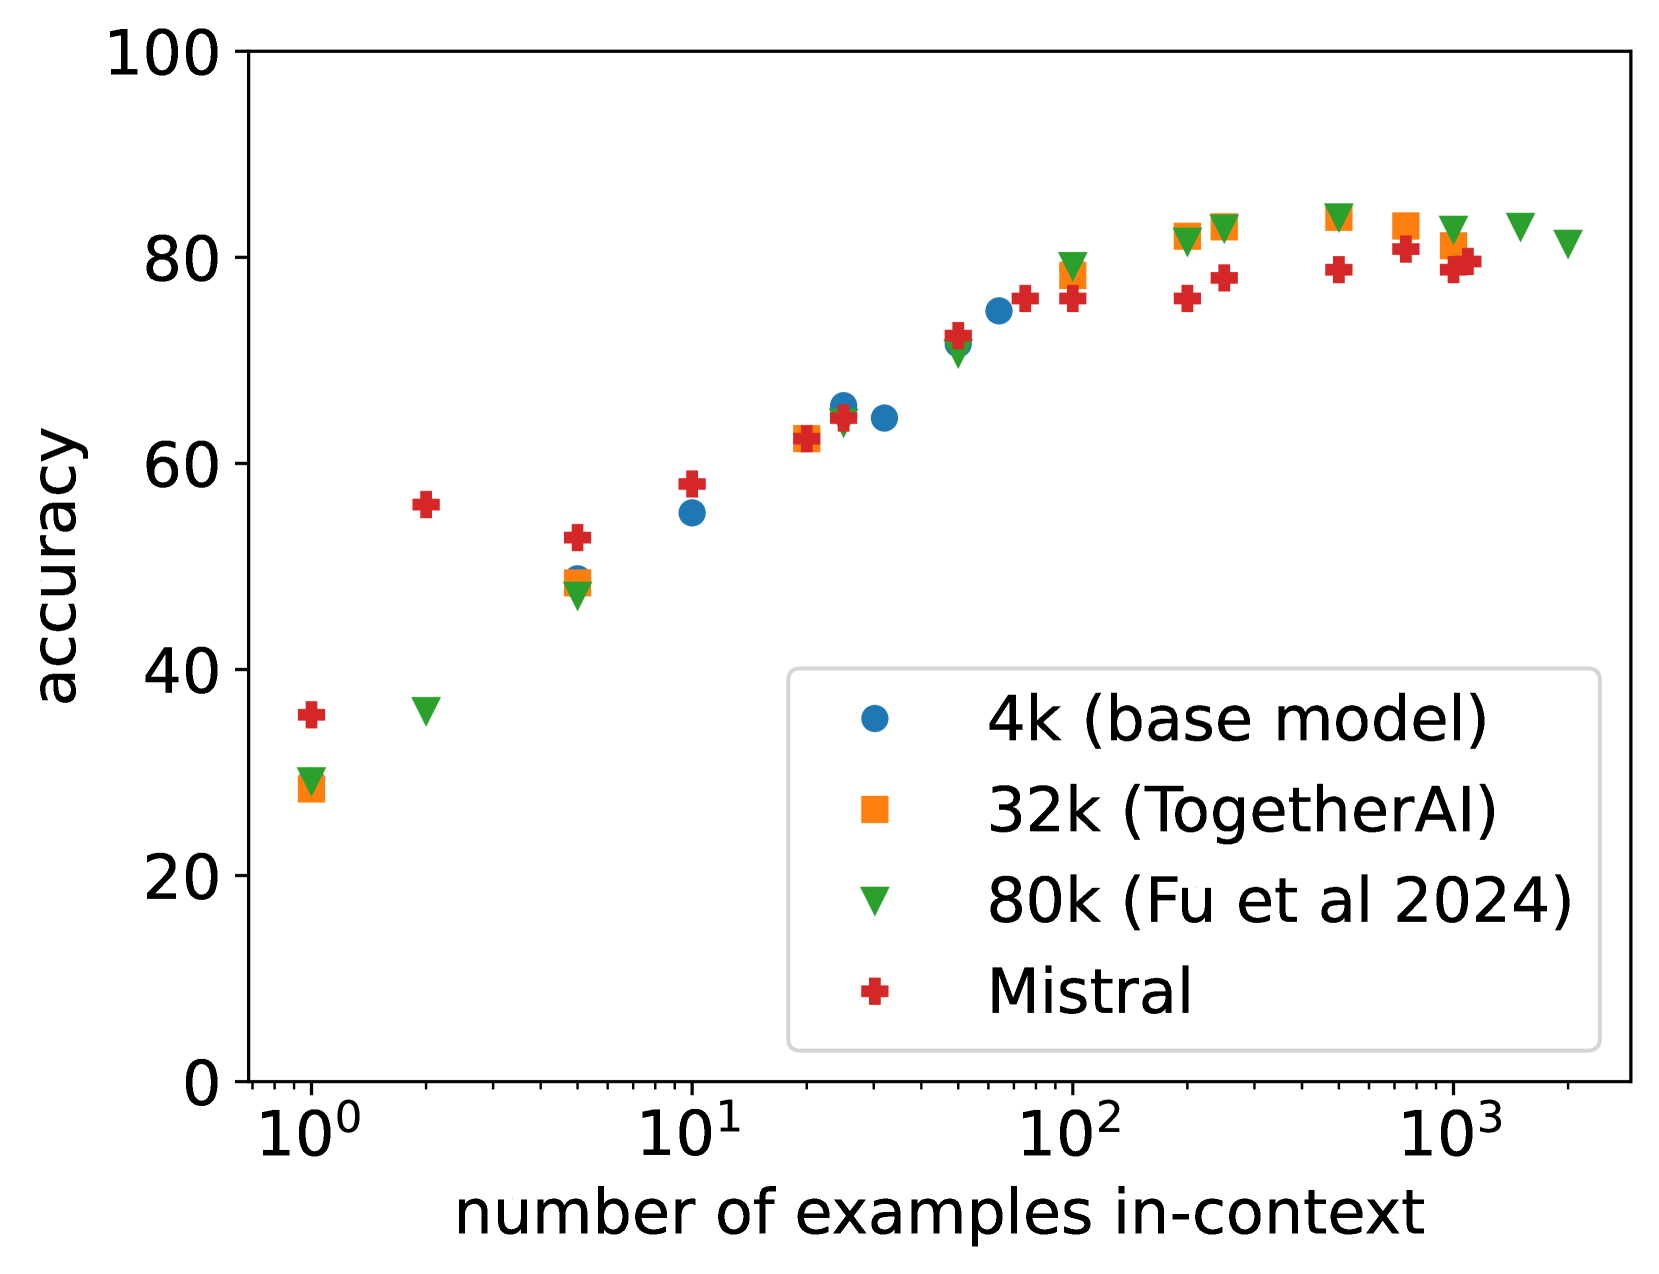 100
80
60
40
20
0
accuracy
10⁰ 10¹ 10² 10³
number of examples in-context
4k (base model)
32k (TogetherAI)
80k (Fu et al 2024)
Mistral